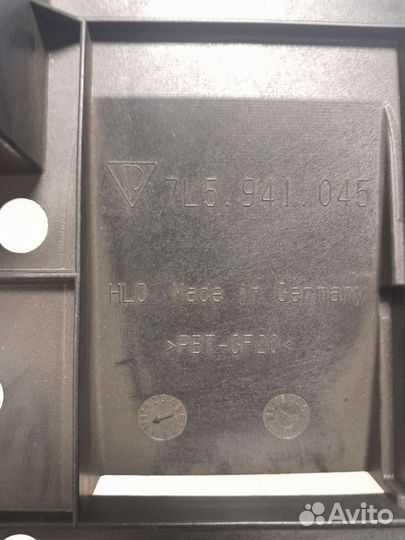 7L5.941.045
HLO Made in Germany
>PBT-GF20<
Avito